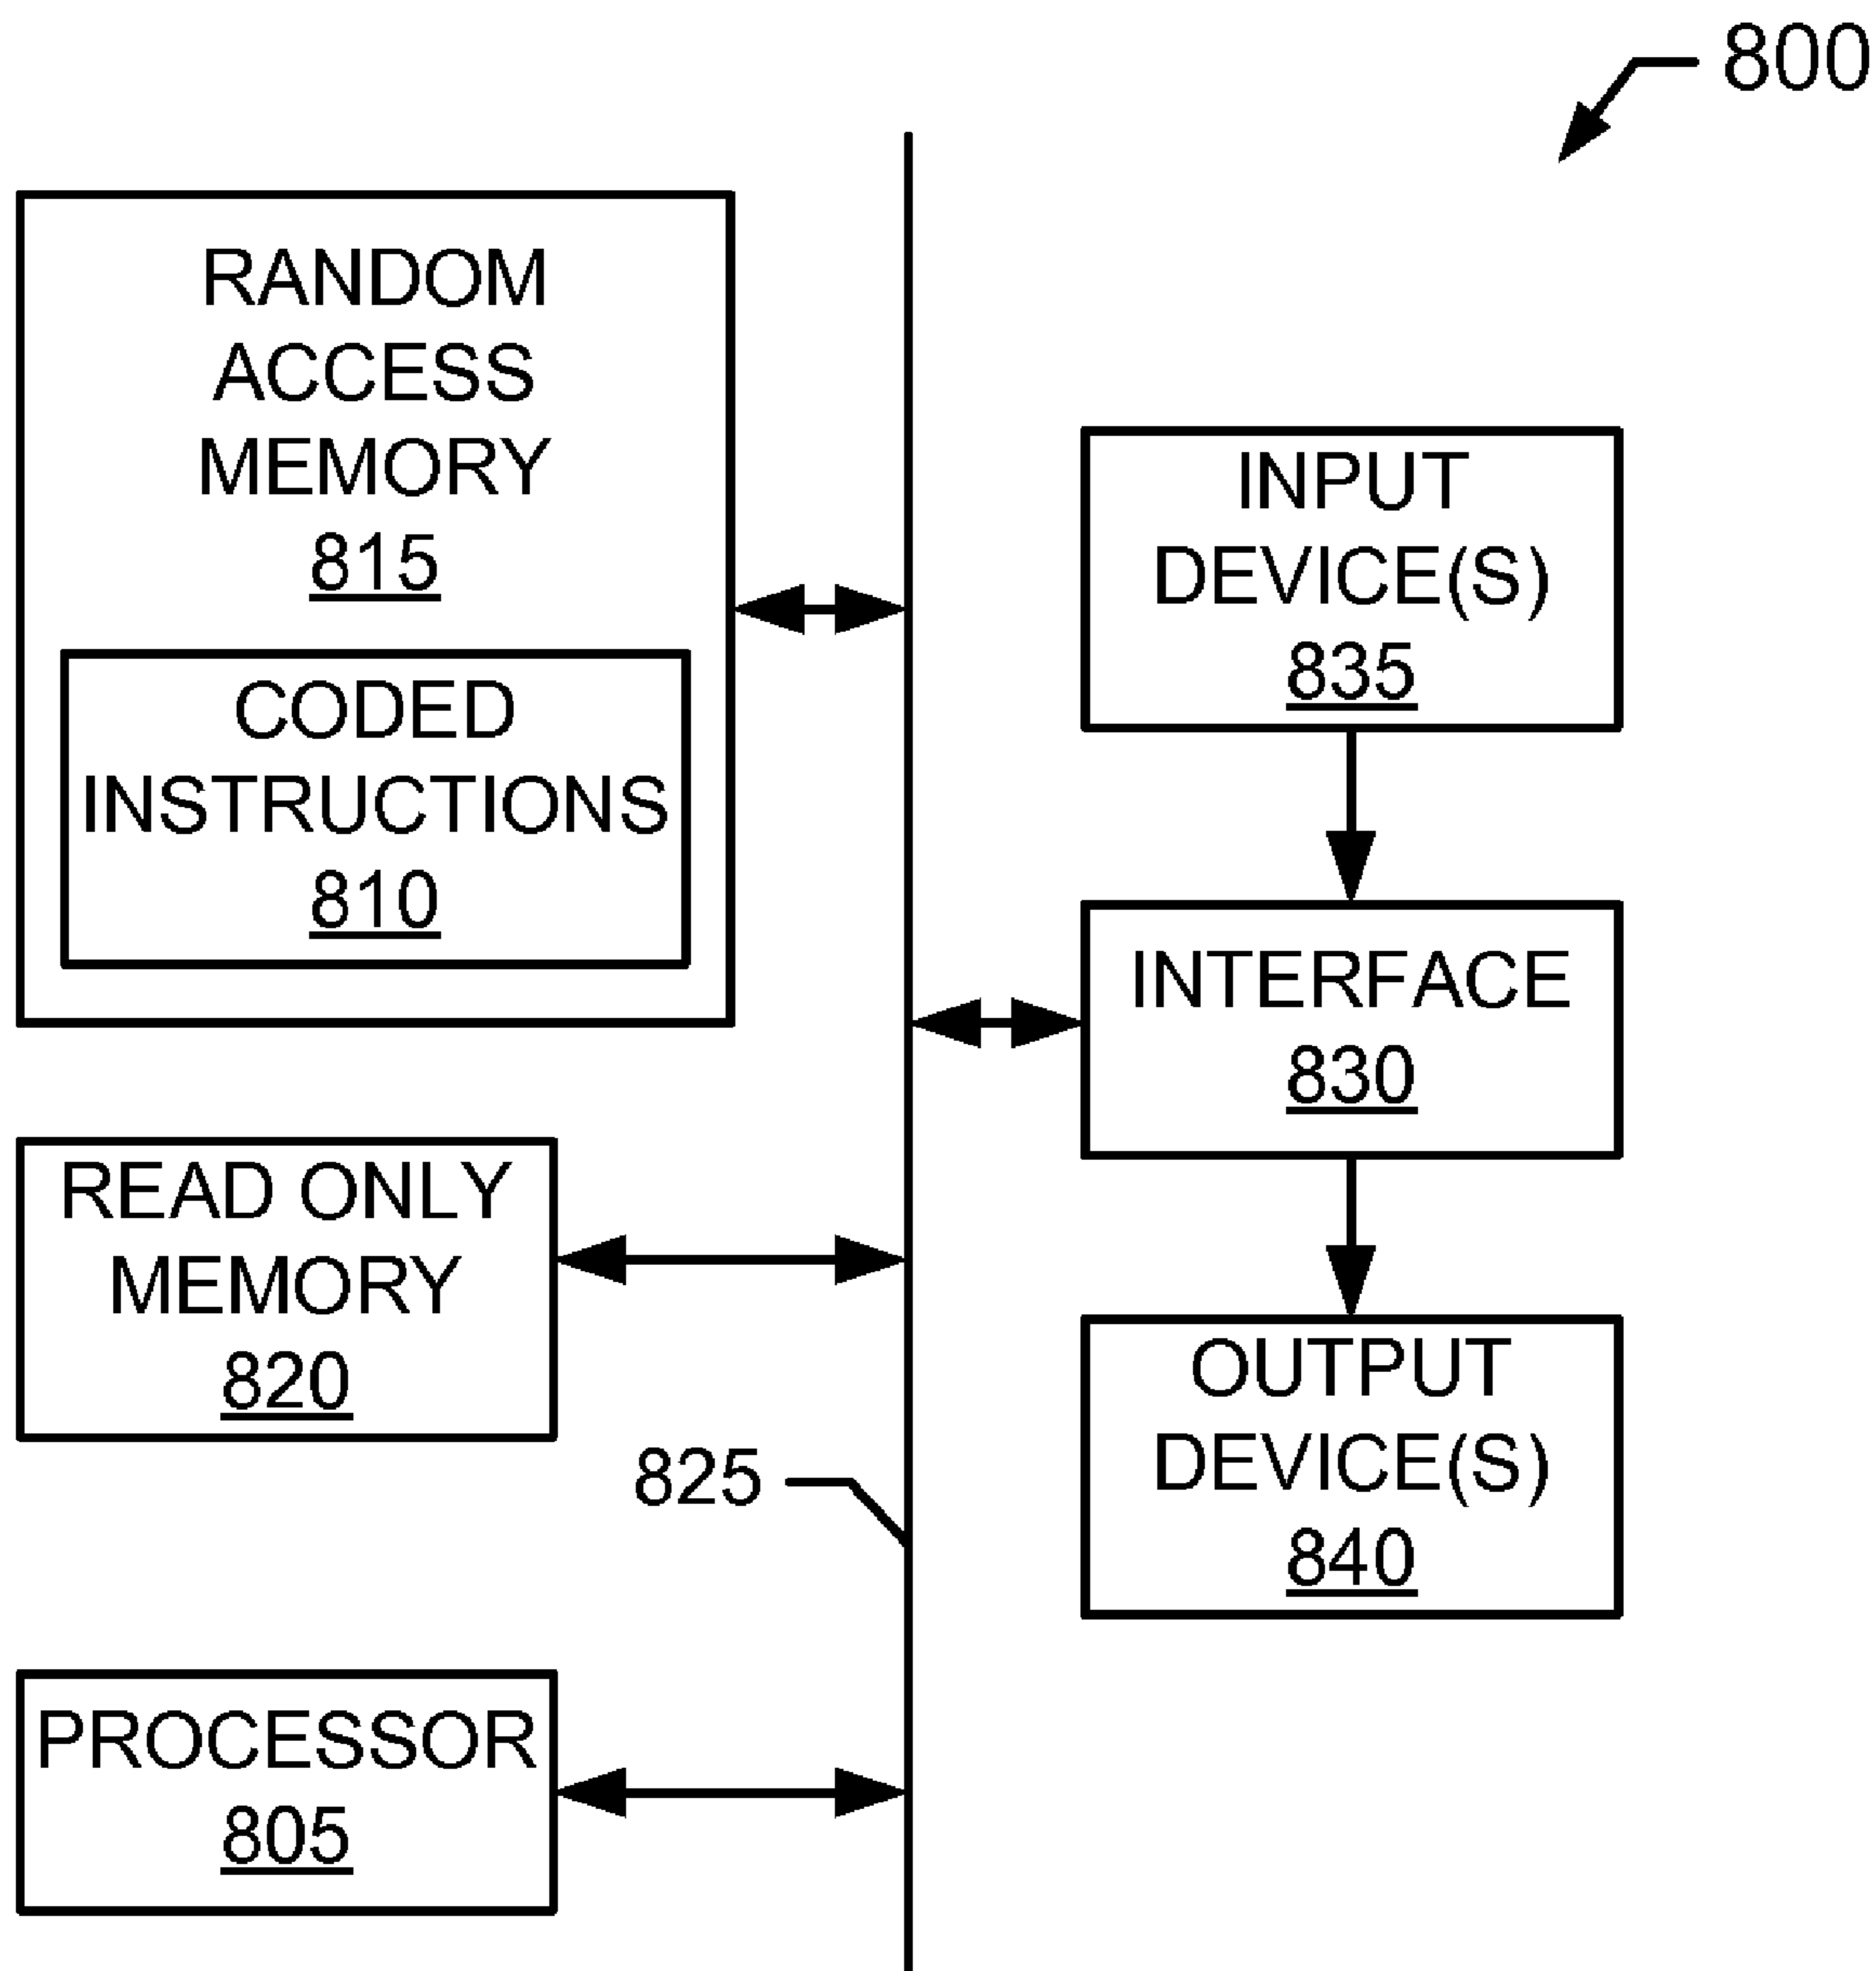 800
RANDOM
ACCESS
MEMORY
815
CODED
INSTRUCTIONS
810
INPUT
DEVICE(S)
835
INTERFACE
830
READ ONLY
MEMORY
820
825
OUTPUT
DEVICE(S)
840
PROCESSOR
805